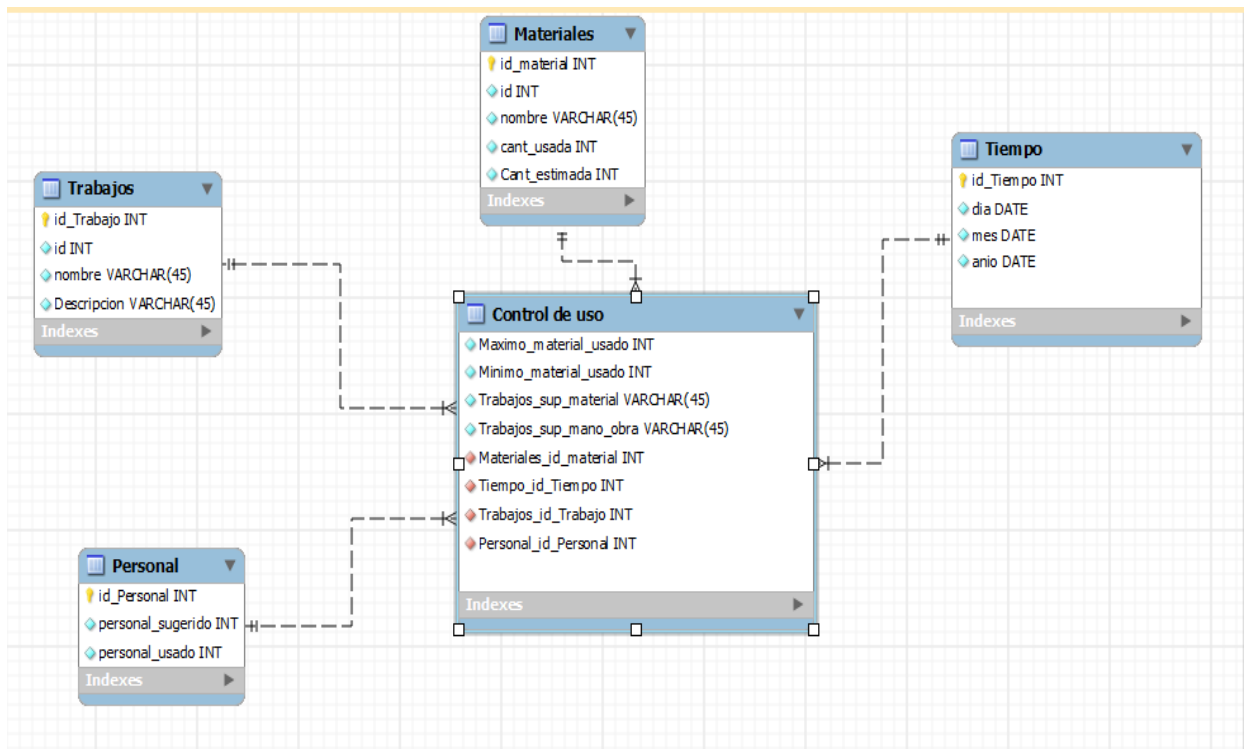 Materiales
id_material INT
id INT
nombre VARCHAR(45)
cant_usada INT
Cant_estimada INT
Indexes
Tiempo
id_Tiempo INT
dia DATE
mes DATE
anio DATE
Indexes
Trabajos
id_Trabajo INT
id INT
nombre VARCHAR(45)
Descripcion VARCHAR(45)
Indexes
Control de uso
Maximo_material_usado INT
Minimo_material_usado INT
Trabajos_sup_material VARCHAR(45)
Trabajos_sup_mano_obra VARCHAR(45)
Materiales_id_material INT
Tiempo_id_Tiempo INT
Trabajos_id_Trabajo INT
Personal_id_Personal INT
Indexes
Personal
id_Personal INT
personal_sugerido INT
personal_usado INT
Indexes